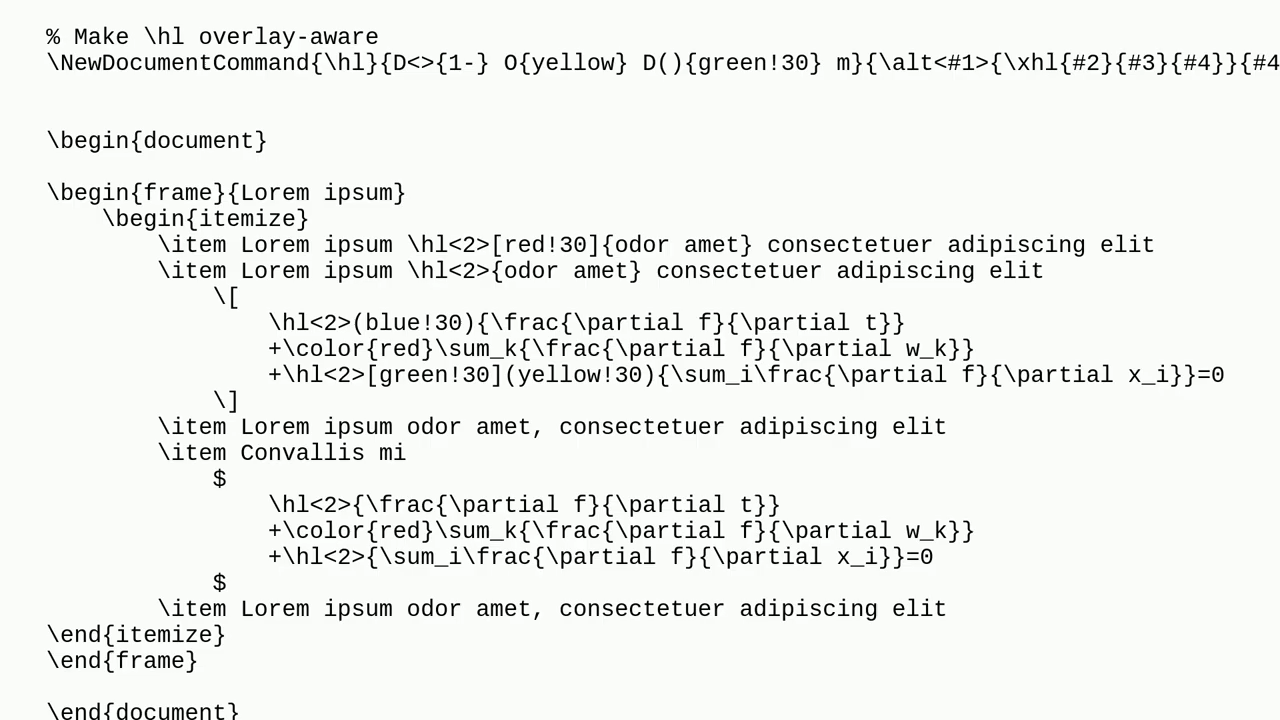 % Make \hl overlay-aware
\NewDocumentCommand{\hl}{D<>{1-} O{yellow} D(){green!30} m}{\alt<#1>{\xhl{#2}{#3}{#4}}{#4
\begin{document}
\begin{frame}{Lorem ipsum}
\begin{itemize}
\item Lorem ipsum \hl<2>[red!30]{odor amet} consectetuer adipiscing elit
\item Lorem ipsum \hl<2>{odor amet} consectetuer adipiscing elit
\[
\hl<2>(blue!30){\frac{\partial f}{\partial t}}
+\color{red}\sum_k{\frac{\partial f}{\partial w_k}}
+\hl<2>[green!30](yellow!30){\sum_i\frac{\partial f}{\partial x_i}}=0
\]
\item Lorem ipsum odor amet, consectetuer adipiscing elit
\item Convallis mi
$
\hl<2>{\frac{\partial f}{\partial t}}
+\color{red}\sum_k{\frac{\partial f}{\partial w_k}}
+\hl<2>{\sum_i\frac{\partial f}{\partial x_i}}=0
$
\item Lorem ipsum odor amet, consectetuer adipiscing elit
\end{itemize}
\end{frame}
\end{document}